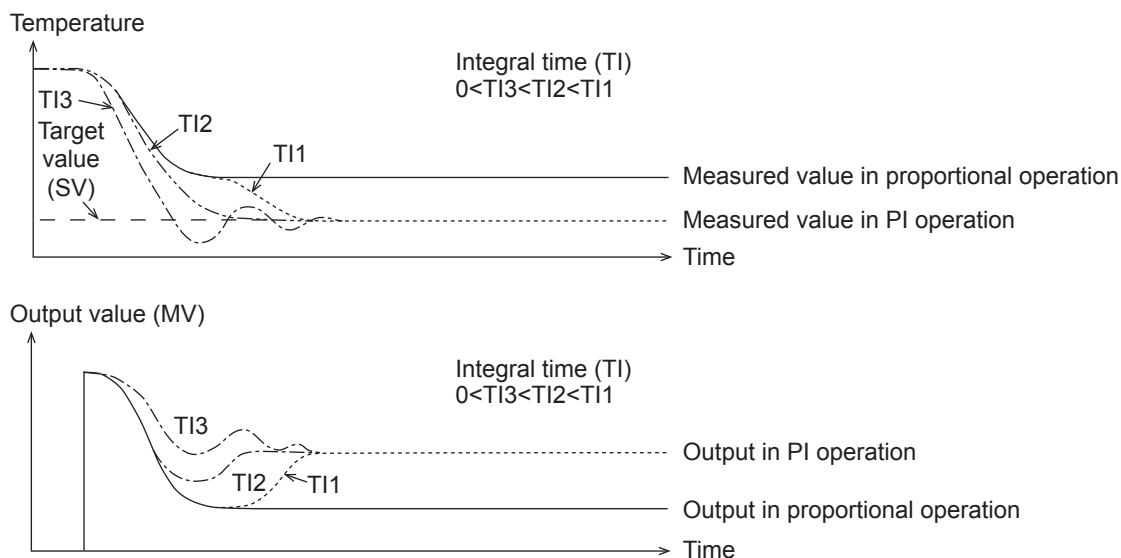 Temperature
Integral time (TI)
0<TI3<TI2<TI1
TI3
TI2
Target
value
(SV)
TI1
Measured value in proportional operation
Measured value in PI operation
Time
Output value (MV)
Integral time (TI)
0<TI3<TI2<TI1
TI3
Output in PI operation
TI2
TI1
Output in proportional operation
Time